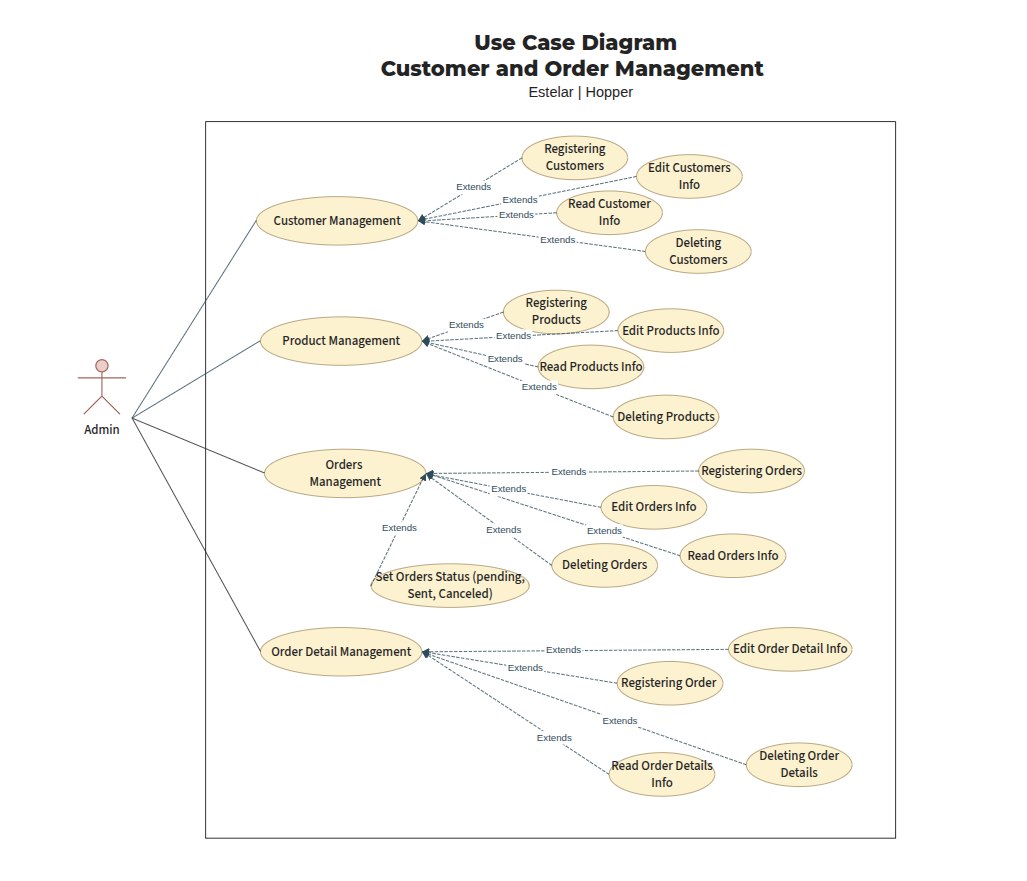 Use Case Diagram
Customer and Order Management
Estelar | Hopper
Registering
Customers
Edit Customers
Info
Extends
Extends
Read Customer
Info
Extends
Customer Management
Extends
Deleting
Customers
Registering
Products
Extends
Extends
Edit Products Info
Product Management
Extends
Read Products Info
Extends
Deleting Products
Admin
Orders
Management
Extends
Registering Orders
Extends
Edit Orders Info
Extends
Extends
Extends
Read Orders Info
Deleting Orders
Set Orders Status (pending,
Sent, Canceled)
Order Detail Management
Extends
Edit Order Detail Info
Extends
Registering Order
Extends
Extends
Deleting Order
Details
Read Order Details
Info